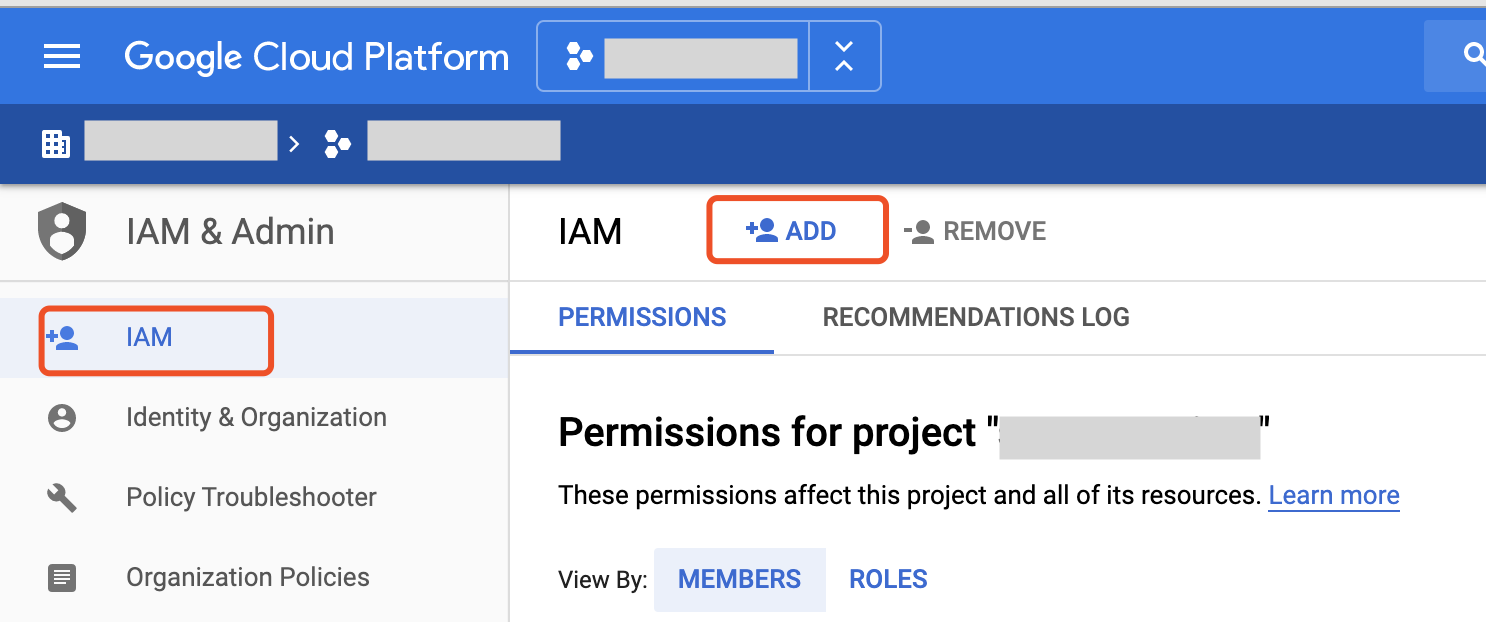 Google Cloud Platform
IAM & Admin
IAM
Identity & Organization
Policy Troubleshooter
Organization Policies
IAM ADD REMOVE
PERMISSIONS RECOMMENDATIONS LOG
Permissions for project " "
These permissions affect this project and all of its resources. Learn more
View By: MEMBERS ROLES